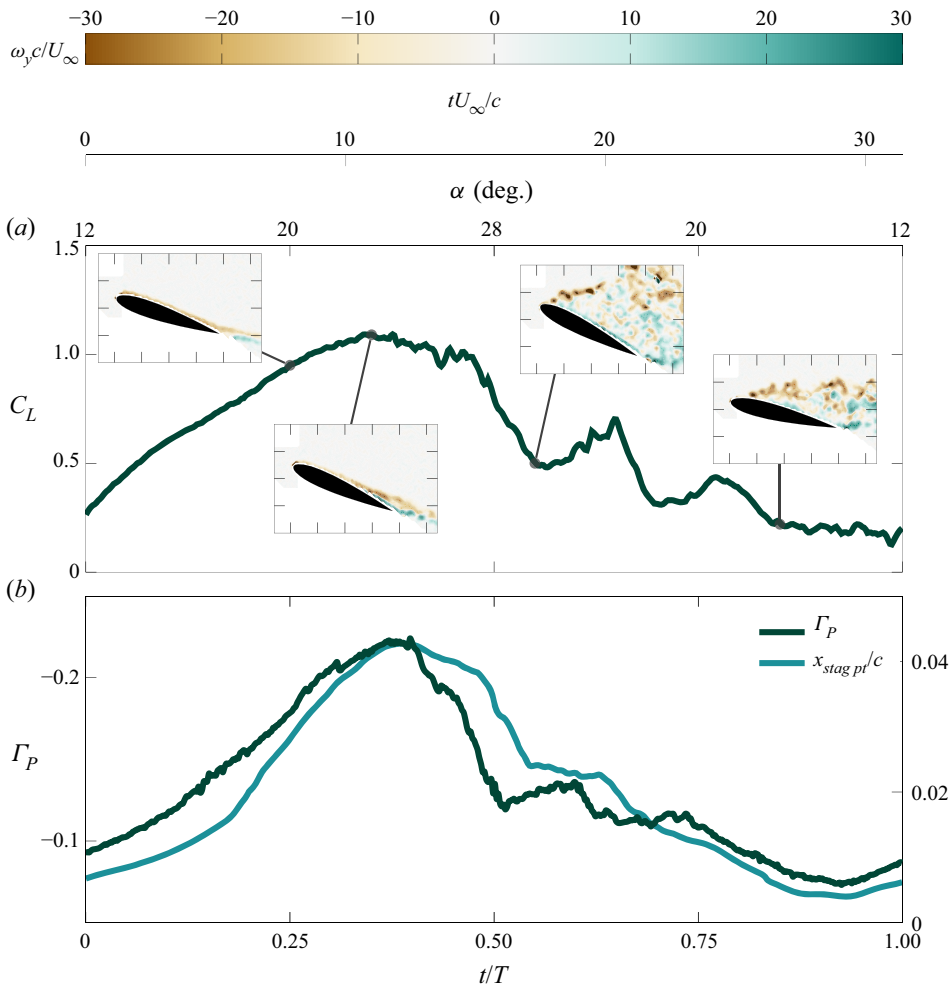 −30 −20 −10 0 10 20 30
ω_y c/U_∞
tU_∞/c
0 10 20 30
α (deg.)
(a) 12 20 28 20 12
1.5
1.0
C_L
0.5
0
(b)
Γ_P
x_stag pt/c
−0.2
0.04
Γ_P
0.02
−0.1
0
0 0.25 0.50 0.75 1.00
t/T